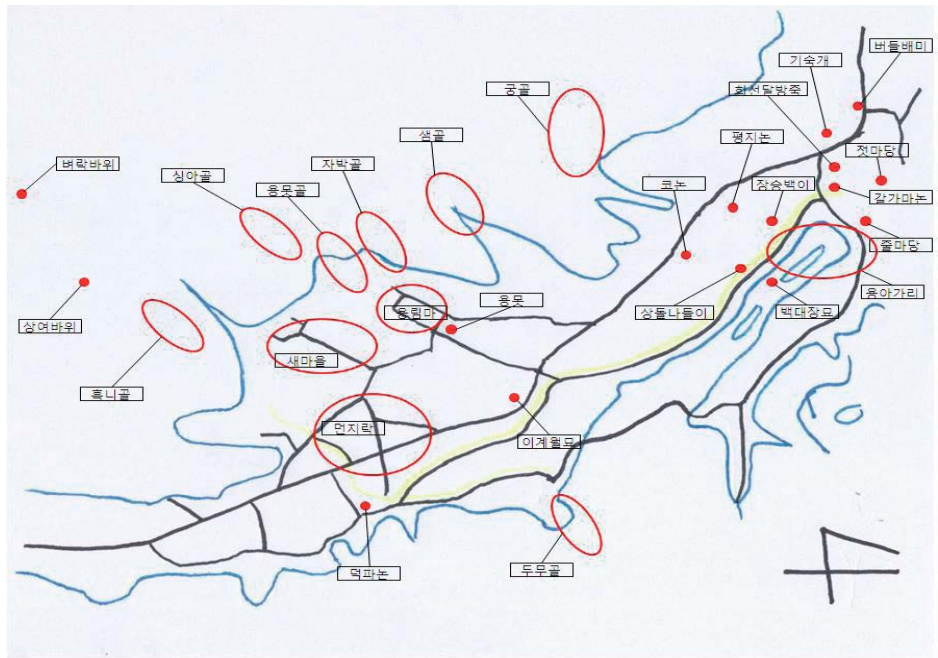 버들배미
기숙개
화선달방죽
궁골
샘골
평지논
젓마당
벼락바위
자박골
싱아골
용못골
코논
장승백이
갈가마논
줄마당
용아가리
용못
용림마
상여바위
상돌나들이
백대장묘
새마을
흑니골
먼지락
이계월묘
덕파논
두무골